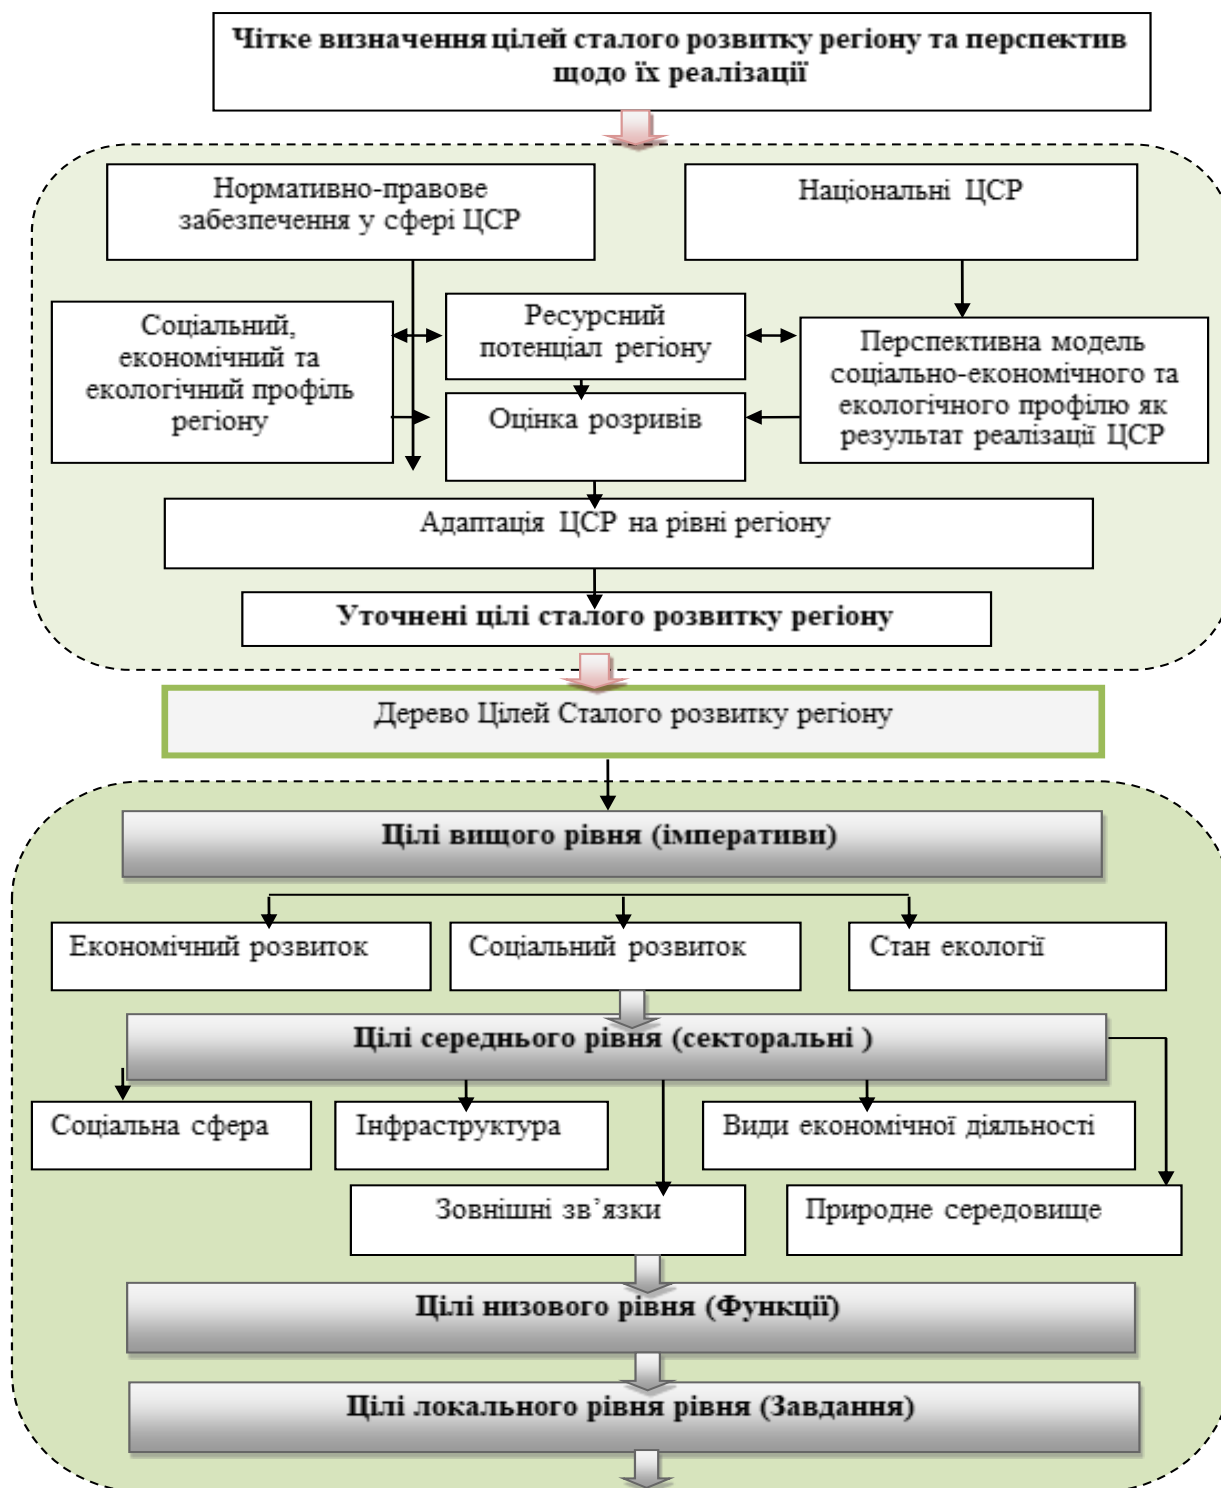 Чітке визначення цілей сталого розвитку регіону та перспектив
щодо їх реалізації
Нормативно-правове
забезпечення у сфері ЦСР
Національні ЦСР
Соціальний,
економічний та
екологічний профіль
регіону
Ресурсний
потенціал регіону
Перспективна модель
соціально-економічного та
екологічного профілю як
результат реалізації ЦСР
Оцінка розривів
Адаптація ЦСР на рівні регіону
Уточнені цілі сталого розвитку регіону
Дерево Цілей Сталого розвитку регіону
Цілі вищого рівня (імперативи)
Економічний розвиток
Соціальний розвиток
Стан екології
Цілі середнього рівня (секторальні )
Соціальна сфера
Інфраструктура
Види економічної діяльності
Зовнішні зв’язки
Природне середовище
Цілі низового рівня (Функції)
Цілі локального рівня рівня (Завдання)